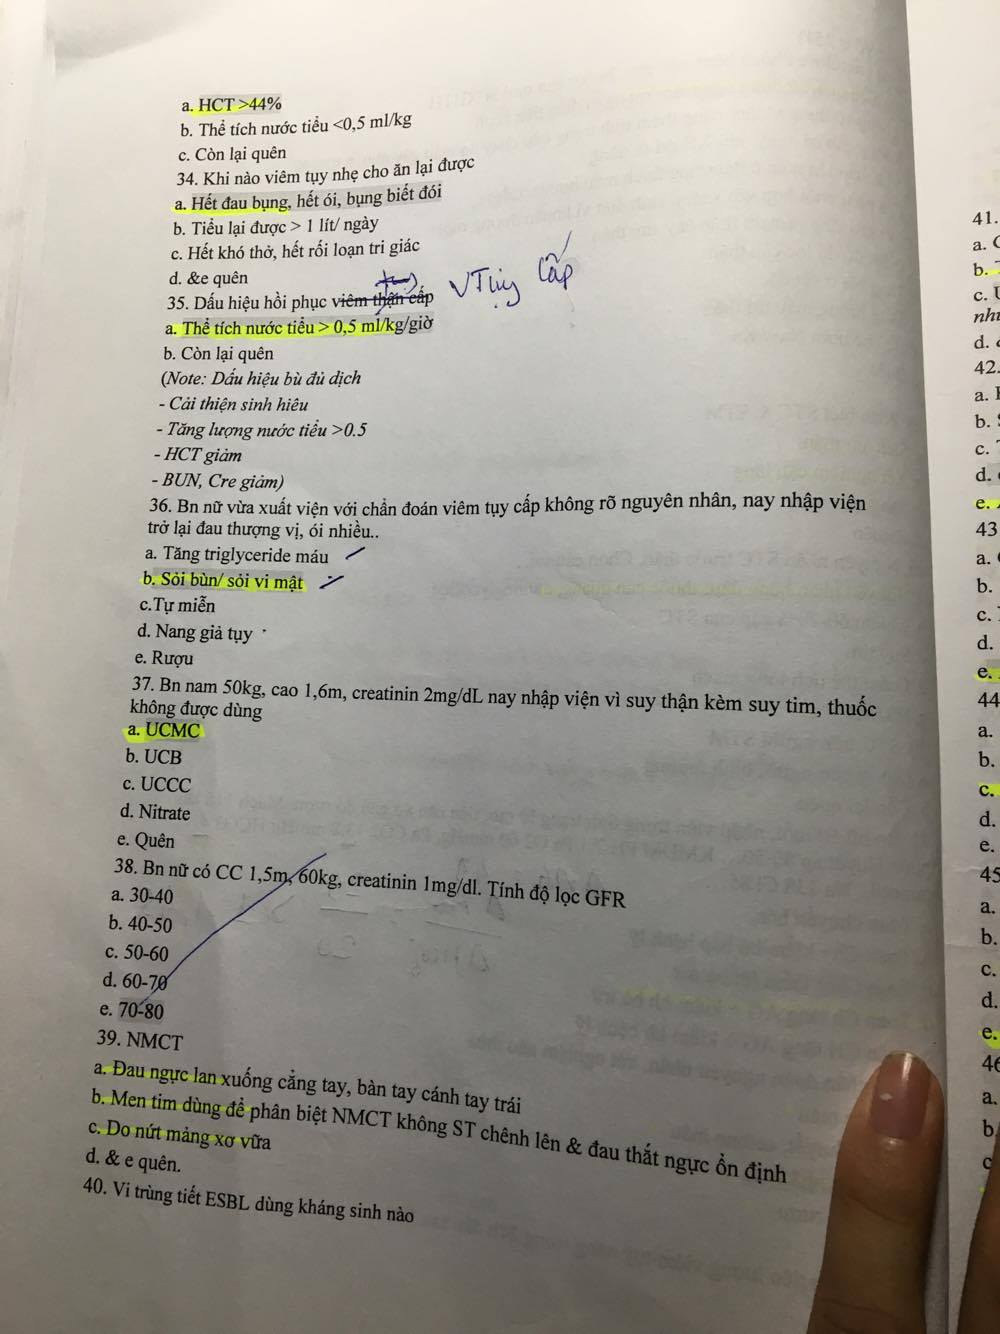 a. HCT >44%
b. Thể tích nước tiểu <0,5 ml/kg
c. Còn lại quên
34. Khi nào viêm tụy nhẹ cho ăn lại được
a. Hết đau bụng, hết ói, bụng biết đói
b. Tiểu lại được > 1 lít/ ngày
c. Hết khó thở, hết rối loạn tri giác
d. &e quên
35. Dấu hiệu hồi phục viêm thận cấp VTụy Cấp
a. Thể tích nước tiểu > 0,5 ml/kg/giờ
b. Còn lại quên
(Note: Dấu hiệu bù đủ dịch
- Cải thiện sinh hiêu
- Tăng lượng nước tiểu >0.5
- HCT giảm
- BUN, Cre giảm)
36. Bn nữ vừa xuất viện với chẩn đoán viêm tụy cấp không rõ nguyên nhân, nay nhập viện
trở lại đau thượng vị, ói nhiều..
a. Tăng triglyceride máu
b. Sỏi bùn/ sỏi vi mật
c.Tự miễn
d. Nang giả tụy
e. Rượu
37. Bn nam 50kg, cao 1,6m, creatinin 2mg/dL nay nhập viện vì suy thận kèm suy tim, thuốc
không được dùng
a. UCMC
b. UCB
c. UCCC
d. Nitrate
e. Quên
38. Bn nữ có CC 1,5m, 60kg, creatinin 1mg/dl. Tính độ lọc GFR
a. 30-40
b. 40-50
c. 50-60
d. 60-70
e. 70-80
39. NMCT
a. Đau ngực lan xuống cẳng tay, bàn tay cánh tay trái
b. Men tim dùng để phân biệt NMCT không ST chênh lên & đau thắt ngực ổn định
c. Do nứt mảng xơ vữa
d. & e quên.
40. Vi trùng tiết ESBL dùng kháng sinh nào
41.
a.
b.
c.
d.
42.
a.
b.
c.
d.
e.
43
a.
b.
c.
d.
e.
44
a.
b.
c.
d.
e.
45
a.
b.
c.
d.
e.
46
a.
b
c